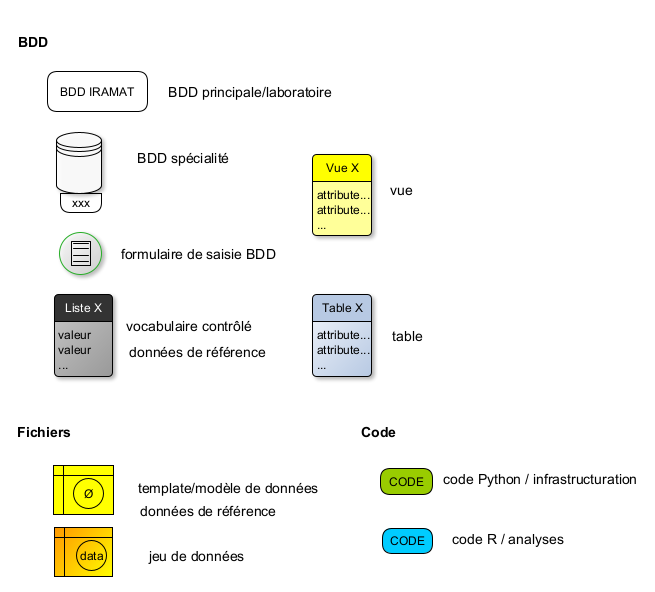 BDD
BDD IRAMAT
BDD principale/laboratoire
BDD spécialité
xxx
Vue X
attribute...
attribute...
...
vue
formulaire de saisie BDD
Liste X
valeur
valeur
...
vocabulaire contrôlé
données de référence
Table X
attribute...
attribute...
...
table
Fichiers
Ø
template/modèle de données
données de référence
data
jeu de données
Code
CODE
code Python / infrastructuration
CODE
code R / analyses